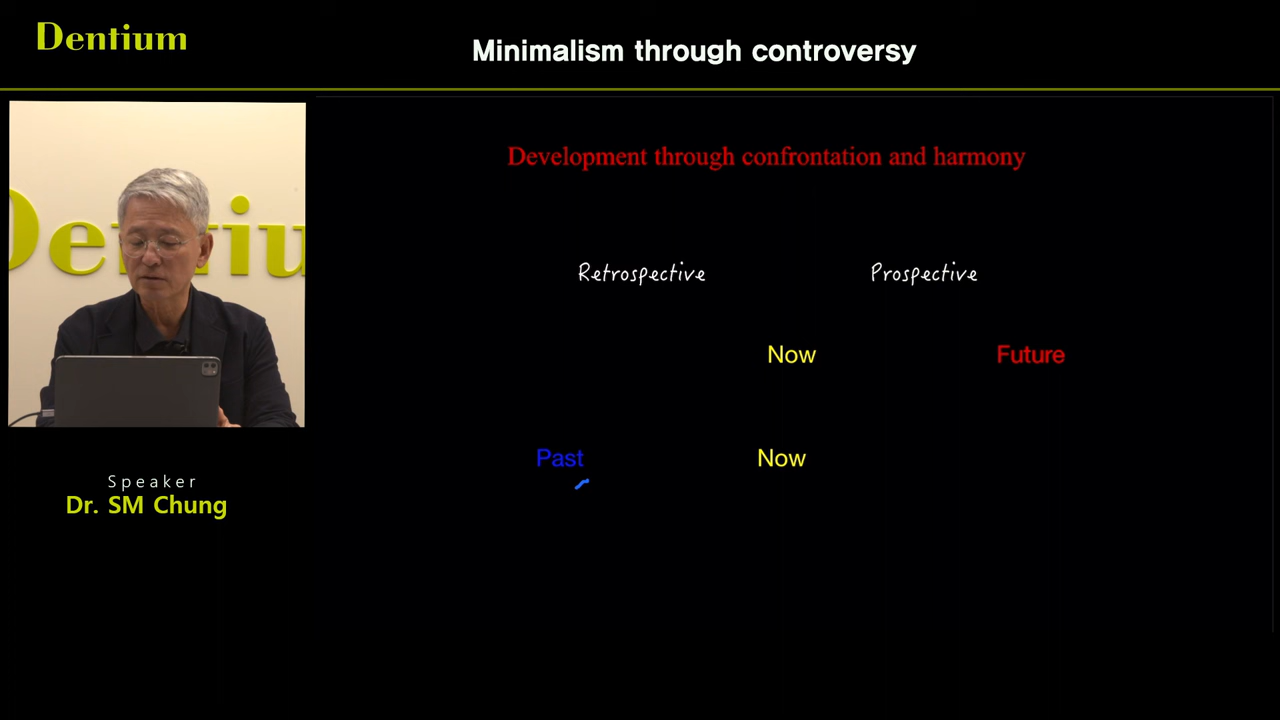 Dentium
Minimalism through controversy
Dentiu
Development through confrontation and harmony
Retrospective Prospective
Now Future
Past Now
Speaker
Dr. SM Chung